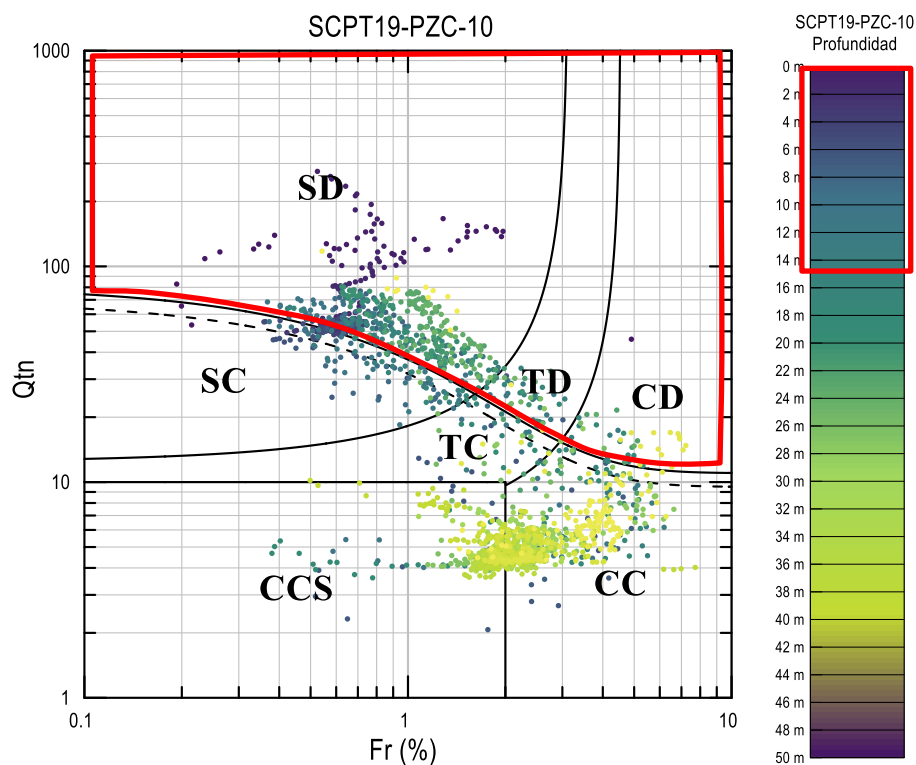 SCPT19-PZC-10
SCPT19-PZC-10
Profundidad
1000
100
10
1
Qtn
0.1
1
10
Fr (%)
SD
SC
TD
CD
TC
CCS
CC
0 m
2 m
4 m
6 m
8 m
10 m
12 m
14 m
16 m
18 m
20 m
22 m
24 m
26 m
28 m
30 m
32 m
34 m
36 m
38 m
40 m
42 m
44 m
46 m
48 m
50 m